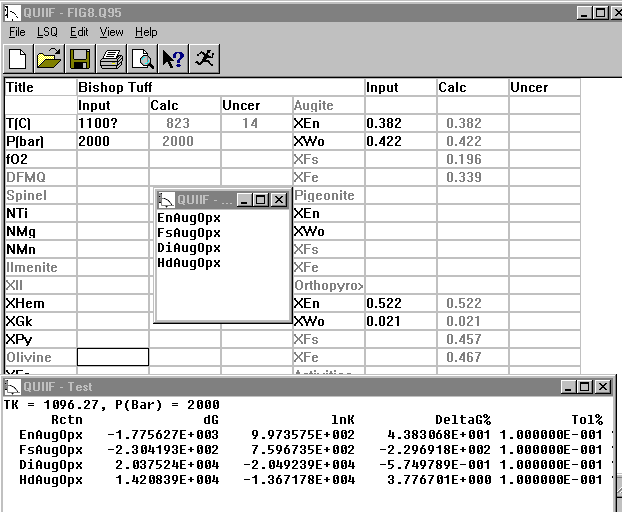 QUIIF - FIG8.Q95
File LSQ Edit View Help
Title Bishop Tuff Input Calc Uncer
Input Calc Uncer Augite
T(C) 1100? 823 14 XEn 0.382 0.382
P(bar) 2000 2000 XWo 0.422 0.422
fO2 XFs 0.196
DFMQ XFe 0.339
Spinel Pigeonite
NTi XEn
NMg XWo
NMn XFs
Ilmenite XFe
XIl Orthopyro>
XHem XEn 0.522 0.522
XGk XWo 0.021 0.021
XPy XFs 0.457
Olivine XFe 0.467
QUIIF - ...
EnAugOpx
FsAugOpx
DiAugOpx
HdAugOpx
QUIIF - Test
TK = 1096.27, P(Bar) = 2000
Rctn dG lnK DeltaG% Tol%
EnAugOpx -1.775627E+003 9.973575E+002 4.383068E+001 1.000000E-001
FsAugOpx -2.304193E+002 7.596735E+002 -2.296918E+002 1.000000E-001
DiAugOpx 2.037524E+004 -2.049239E+004 -5.749789E-001 1.000000E-001
HdAugOpx 1.420839E+004 -1.367178E+004 3.776701E+000 1.000000E-001